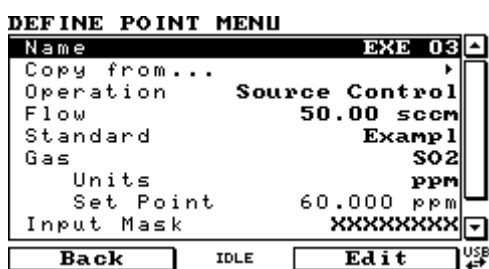 DEFINE POINT MENU
Name EXE 03
Copy from...
Operation Source Control
Flow 50.00 sccm
Standard Exampl
Gas SO2
Units ppm
Set Point 60.000 ppm
Input Mask XXXXXXXX
Back IDLE Edit USB